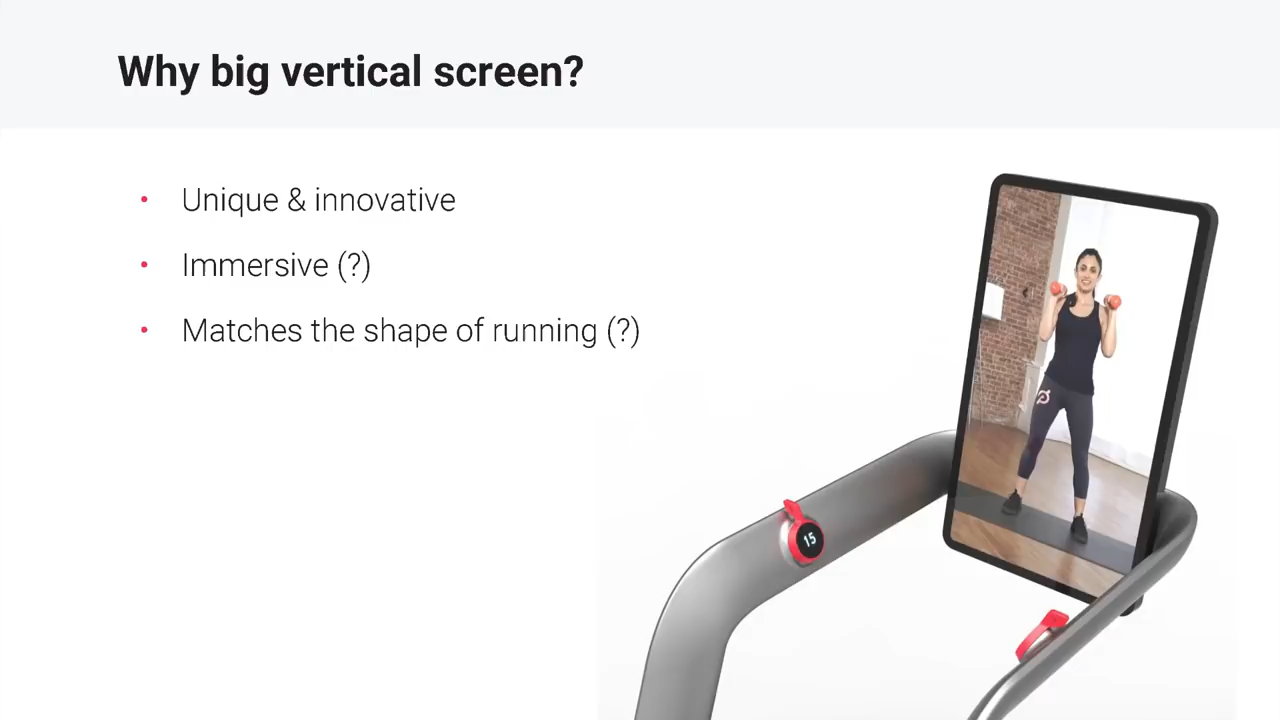 Why big vertical screen?
• Unique & innovative
• Immersive (?)
• Matches the shape of running (?)
15